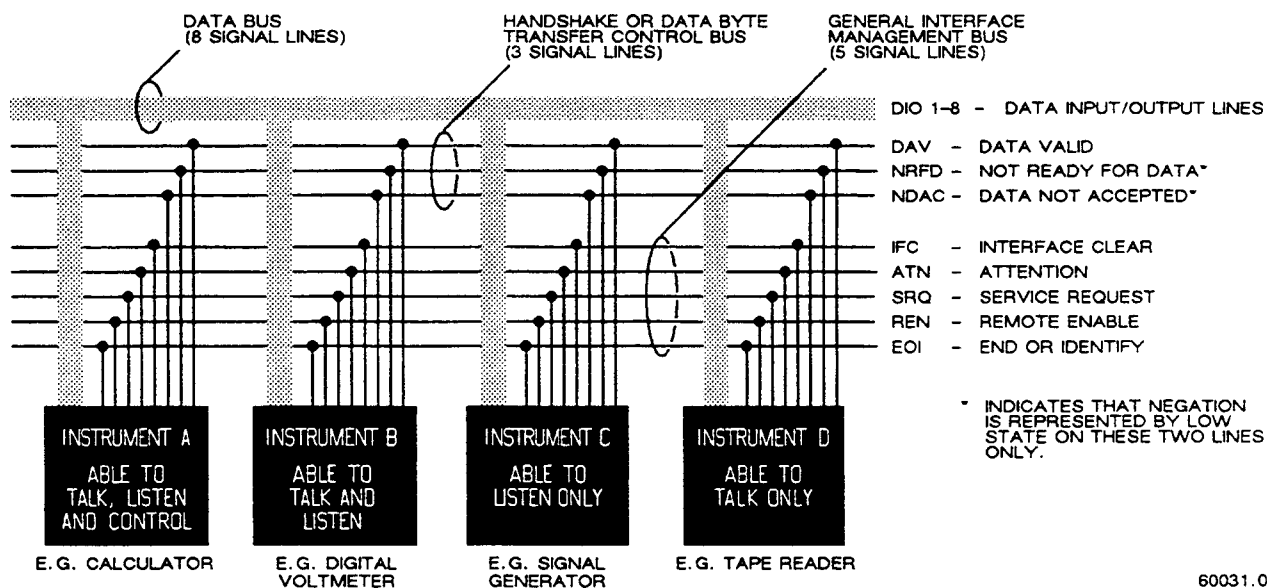 DATA BUS
(8 SIGNAL LINES)
HANDSHAKE OR DATA BYTE
TRANSFER CONTROL BUS
(3 SIGNAL LINES)
GENERAL INTERFACE
MANAGEMENT BUS
(5 SIGNAL LINES)
DIO 1-8 - DATA INPUT/OUTPUT LINES
DAV - DATA VALID
NRFD - NOT READY FOR DATA*
NDAC - DATA NOT ACCEPTED*
IFC - INTERFACE CLEAR
ATN - ATTENTION
SRQ - SERVICE REQUEST
REN - REMOTE ENABLE
EOI - END OR IDENTIFY
* INDICATES THAT NEGATION
IS REPRESENTED BY LOW
STATE ON THESE TWO LINES
ONLY.
INSTRUMENT A
ABLE TO
TALK, LISTEN
AND CONTROL
E.G. CALCULATOR
INSTRUMENT B
ABLE TO
TALK AND
LISTEN
E.G. DIGITAL
VOLTMETER
INSTRUMENT C
ABLE TO
LISTEN ONLY
E.G. SIGNAL
GENERATOR
INSTRUMENT D
ABLE TO
TALK ONLY
E.G. TAPE READER
60031.0